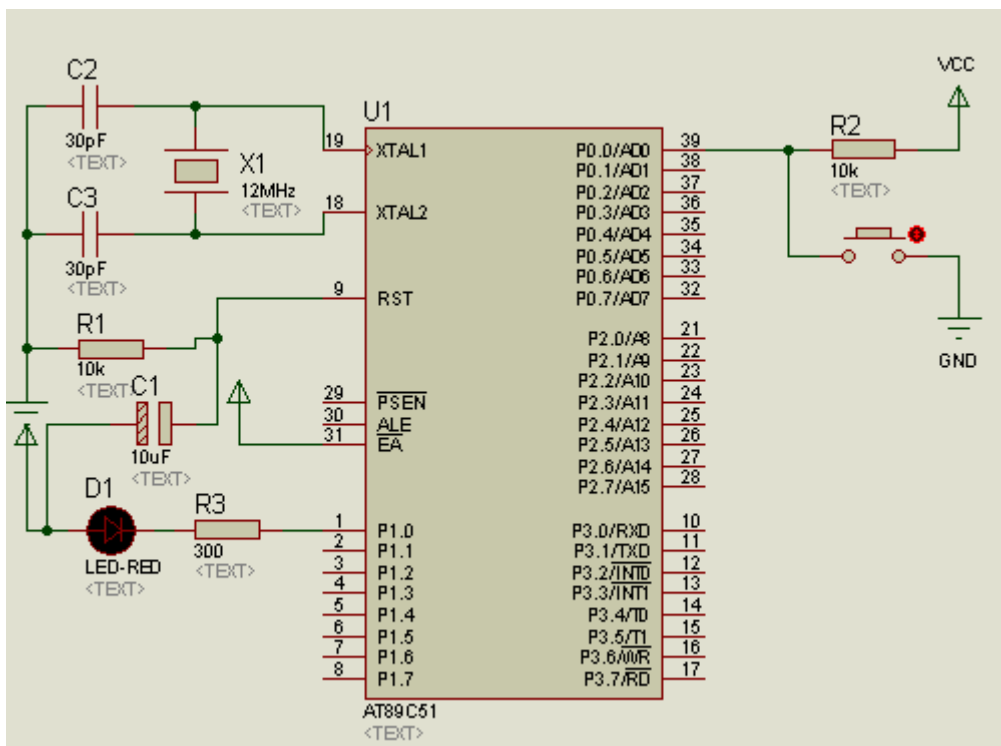 C2
30pF
<TEXT>
X1
12MHz
<TEXT>
C3
30pF
<TEXT>
R1
10k
<TEXT>
C1
10uF
<TEXT>
D1
LED-RED
<TEXT>
R3
300
<TEXT>
U1
19 XTAL1
18 XTAL2
9 RST
29 PSEN
30 ALE
31 EA
1 P1.0
2 P1.1
3 P1.2
4 P1.3
5 P1.4
6 P1.5
7 P1.6
8 P1.7
P0.0/AD0 39
P0.1/AD1 38
P0.2/AD2 37
P0.3/AD3 36
P0.4/AD4 35
P0.5/AD5 34
P0.6/AD6 33
P0.7/AD7 32
P2.0/A8 21
P2.1/A9 22
P2.2/A10 23
P2.3/A11 24
P2.4/A12 25
P2.5/A13 26
P2.6/A14 27
P2.7/A15 28
P3.0/RXD 10
P3.1/TXD 11
P3.2/INT0 12
P3.3/INT1 13
P3.4/T0 14
P3.5/T1 15
P3.6/WR 16
P3.7/RD 17
AT89C51
<TEXT>
VCC
R2
10k
<TEXT>
GND